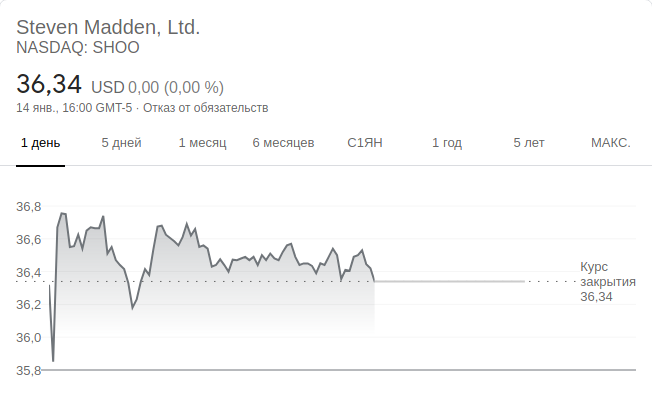 Steven Madden, Ltd.
NASDAQ: SHOO
36,34 USD 0,00 (0,00 %)
14 янв., 16:00 GMT-5 · Отказ от обязательств
1 день 5 дней 1 месяц 6 месяцев С1ЯН 1 год 5 лет МАКС.
36,8
36,6
36,4
36,2
36,0
35,8
Курс
закрытия
36,34